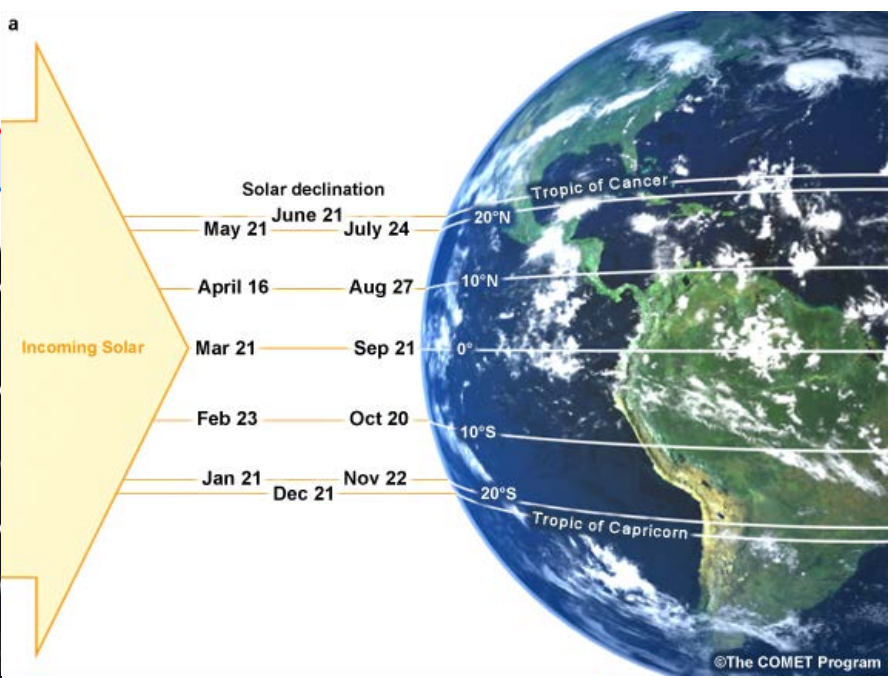 a
Solar declination
June 21
Tropic of Cancer
May 21 July 24 20°N
April 16 Aug 27 10°N
Incoming Solar Mar 21 Sep 21 0°
Feb 23 Oct 20 10°S
Jan 21 Nov 22
Dec 21 20°S
Tropic of Capricorn
©The COMET Program